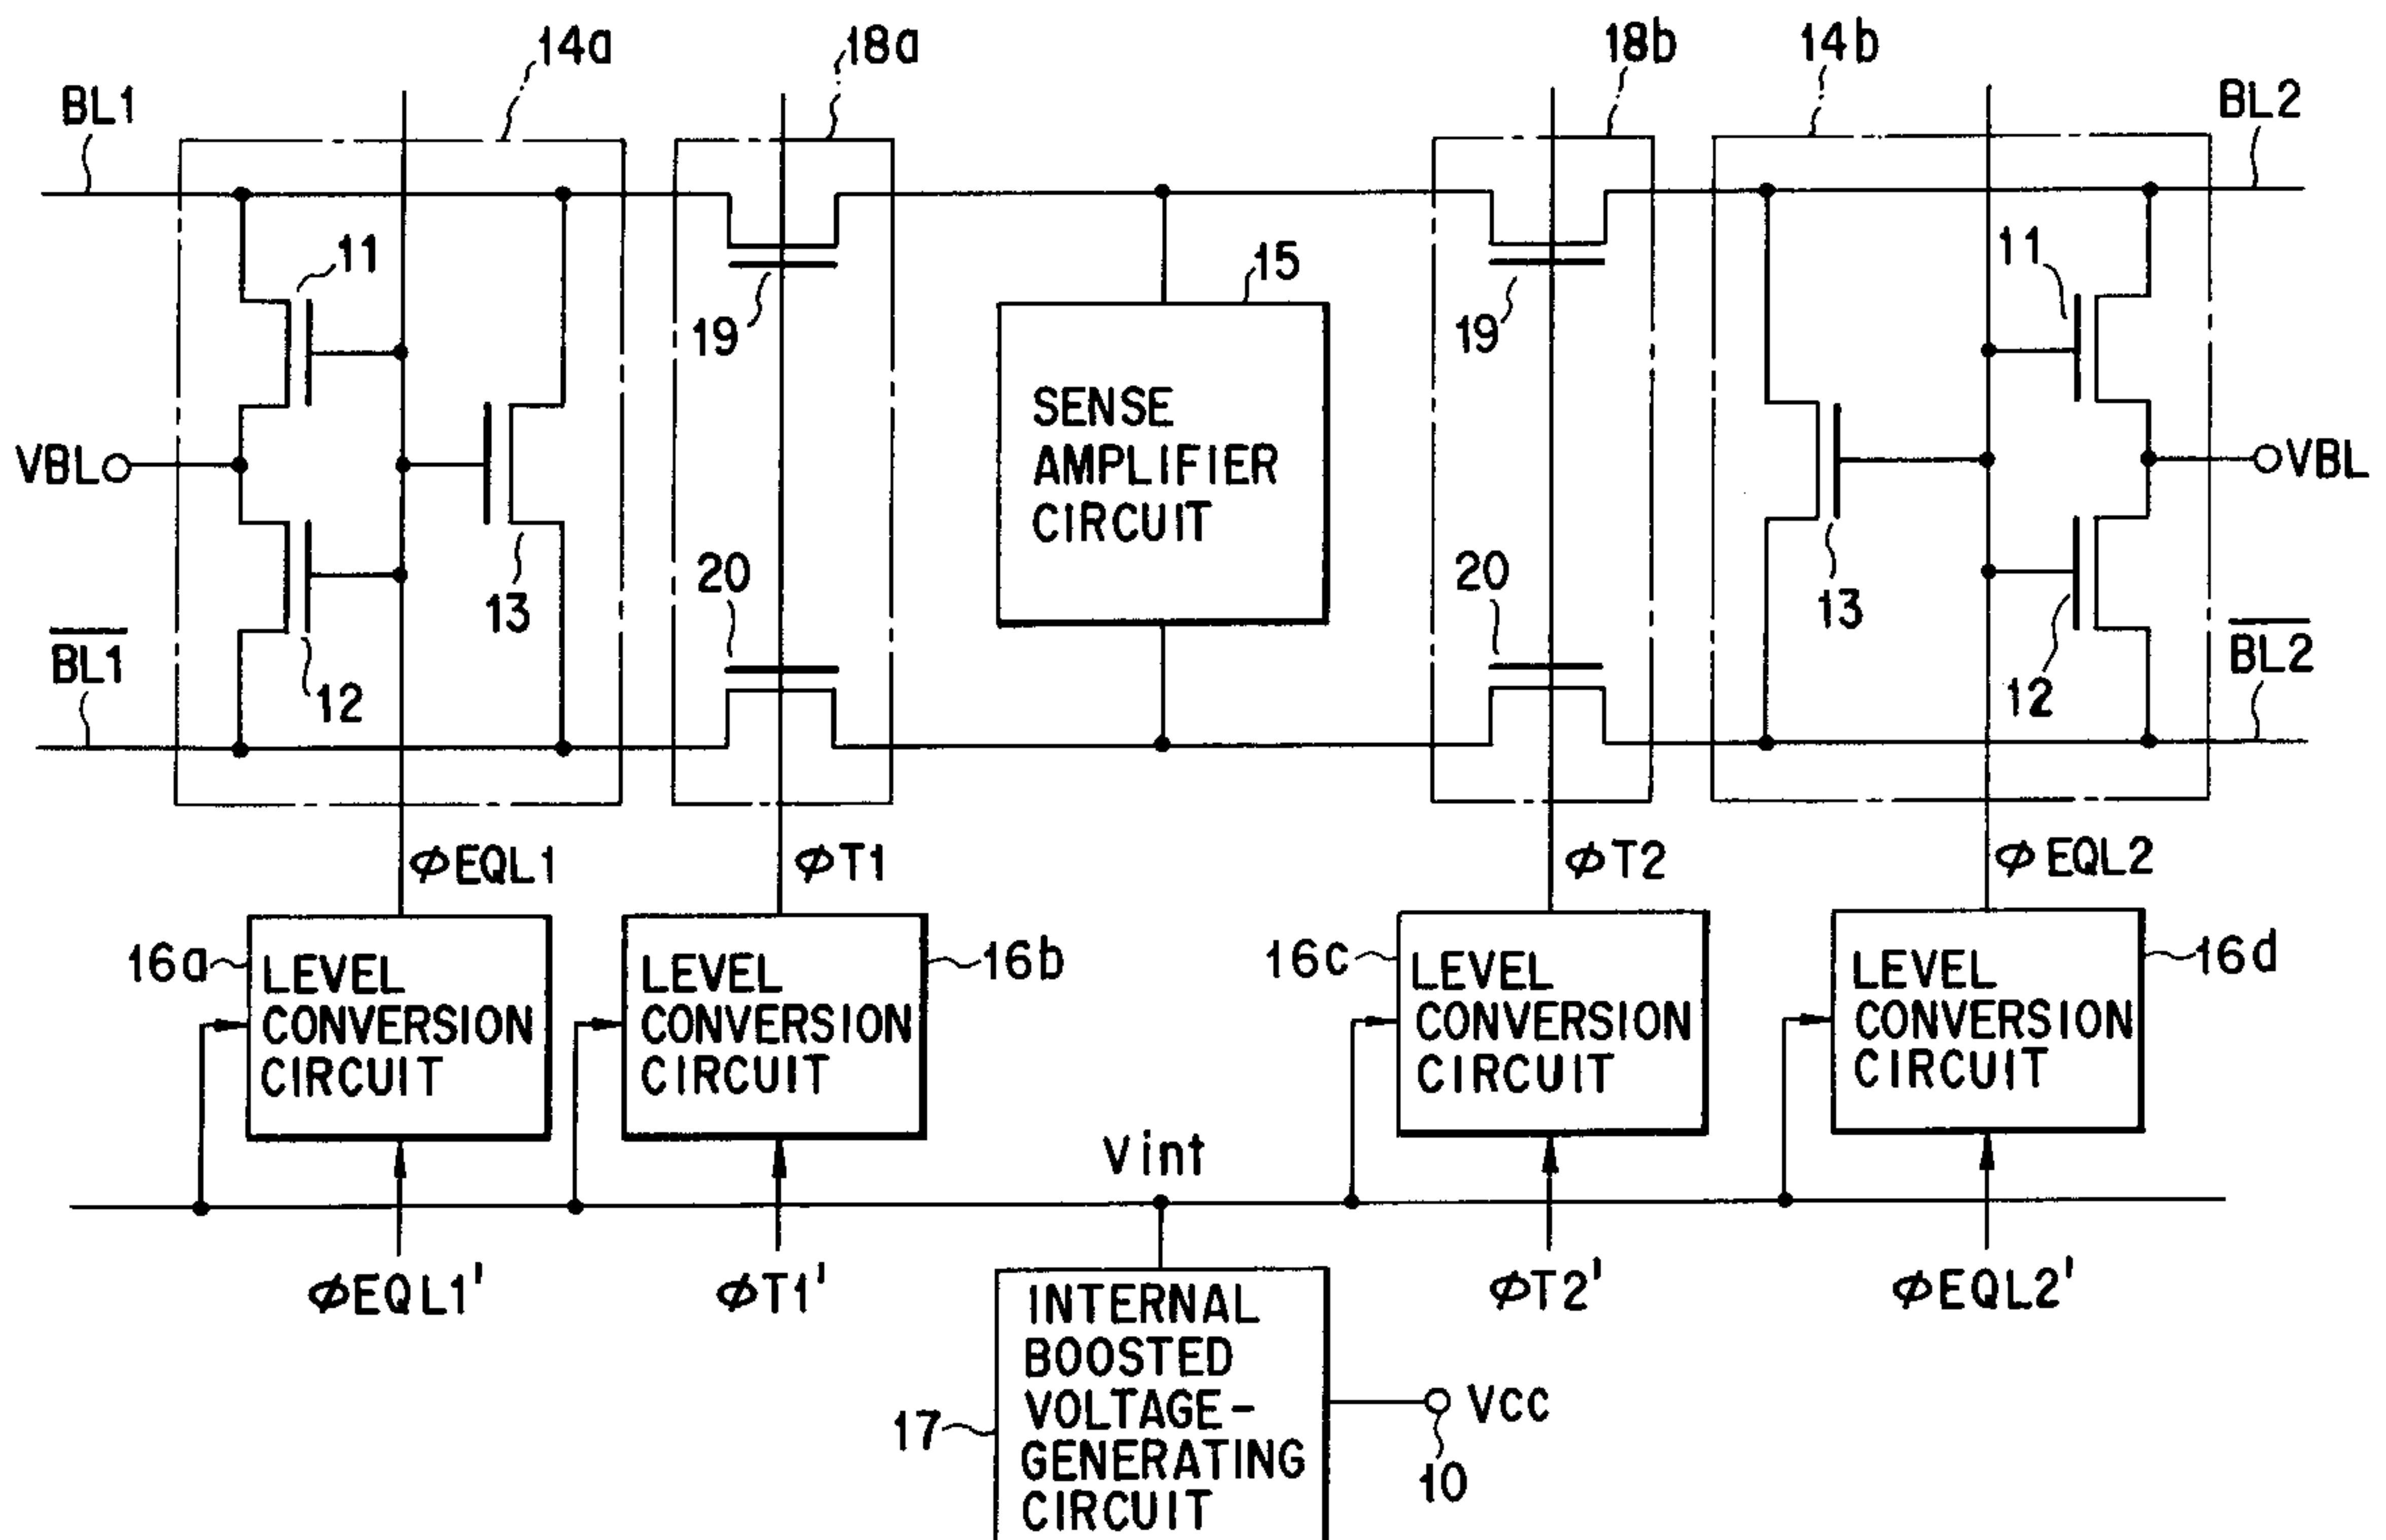 14a
18a
18b
14b
BL1
BL2
11
11
15
19
19
SENSE
AMPLIFIER
CIRCUIT
VBL
VBL
20
20
13
13
B̅L̅1̅
B̅L̅2̅
12
12
φEQL1
φT1
φT2
φEQL2
16a
LEVEL
CONVERSION
CIRCUIT
LEVEL
CONVERSION
CIRCUIT
16b
16c
LEVEL
CONVERSION
CIRCUIT
LEVEL
CONVERSION
CIRCUIT
16d
Vint
φEQL1'
φT1'
φT2'
φEQL2'
INTERNAL
BOOSTED
VOLTAGE-
GENERATING
CIRCUIT
17
VCC
10